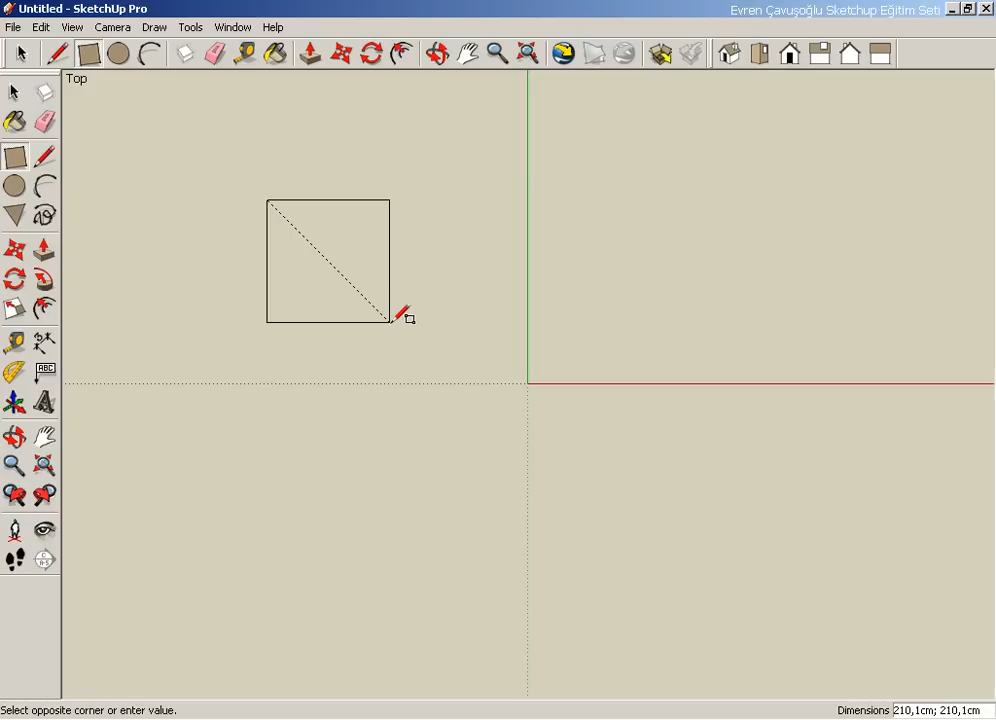 Untitled - SketchUp Pro
Evren Çavuşoğlu Sketchup Eğitim Seti
File Edit View Camera Draw Tools Window Help
Top
ABC
Select opposite corner or enter value.
Dimensions 210,1cm; 210,1cm